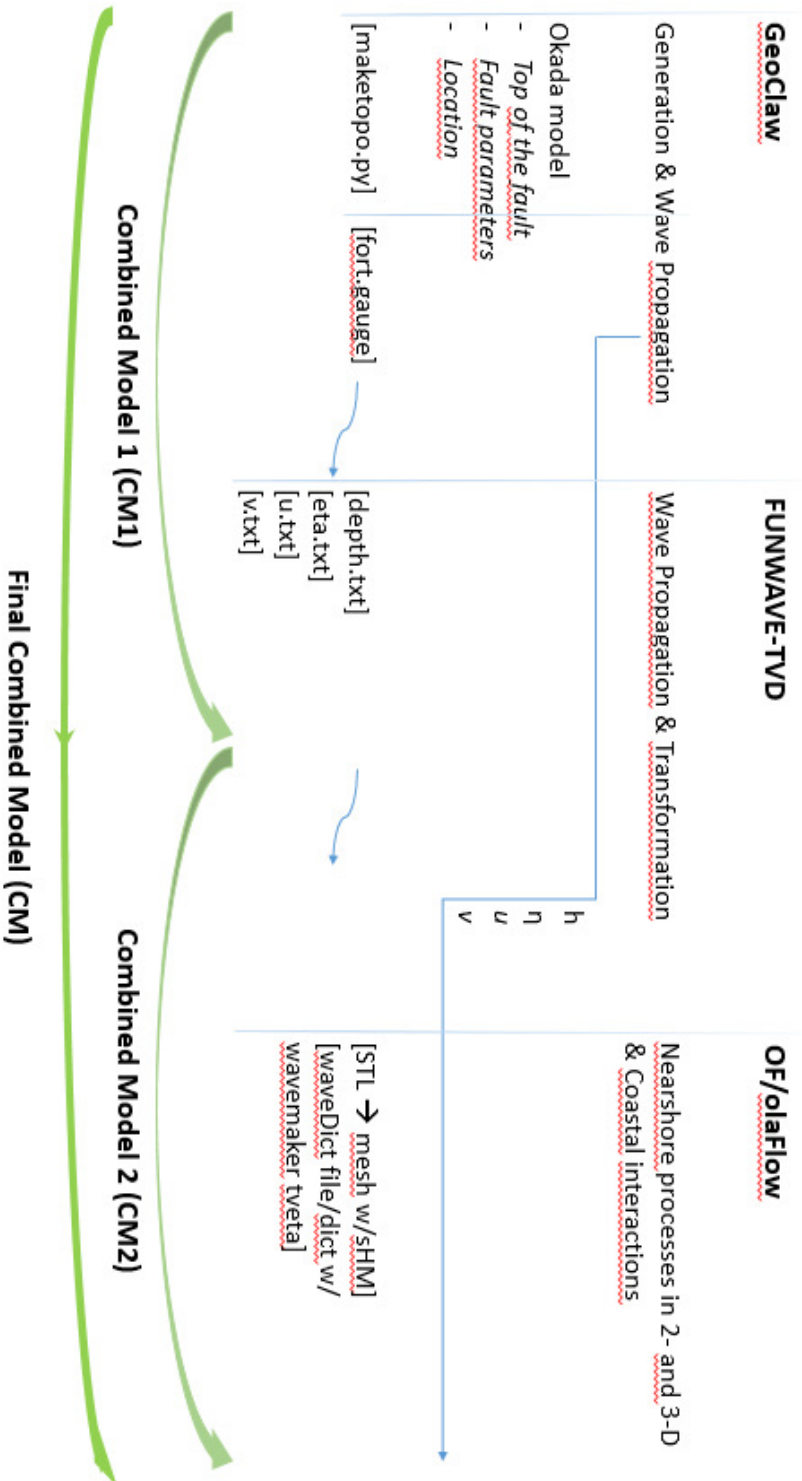 GeoClaw
Generation & Wave Propagation
Okada model
- Top of the fault
- Fault parameters
- Location
[maketopo.py]
[fort.gauge]
FUNWAVE-TVD
Wave Propagation & Transformation
h
η
u
v
[depth.txt]
[eta.txt]
[u.txt]
[v.txt]
OF/olaFlow
Nearshore processes in 2- and 3-D
& Coastal interactions
[STL → mesh w/sHM]
[waveDict file/dict w/
wavemaker tveta]
Combined Model 1 (CM1)
Combined Model 2 (CM2)
Final Combined Model (CM)